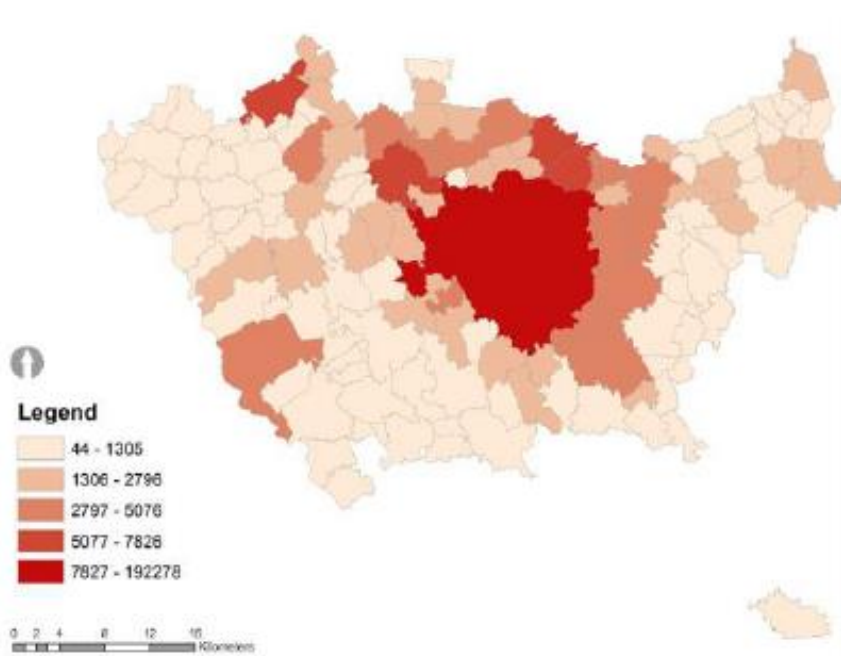 Legend
44 - 1305
1306 - 2796
2797 - 5076
5077 - 7826
7827 - 192278
0 2 4 8 12 16
Kilometers